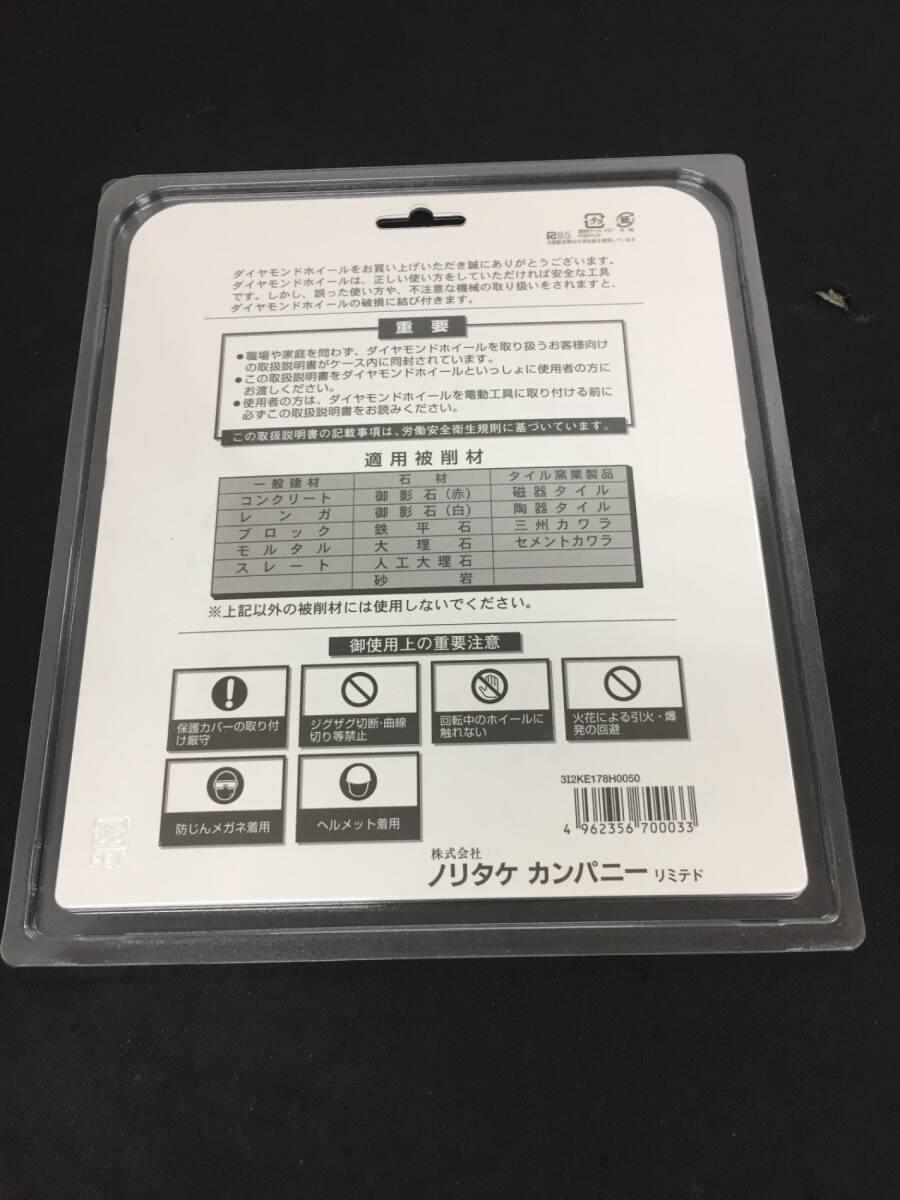 R85
プラ
紙
ダイヤモンドホイールをお買い上げいただき誠にありがとうございます。
ダイヤモンドホイールは、正しい使い方をしていただければ安全な工具
です。しかし、誤った使い方や、不注意な機械の取り扱いをされますと、
ダイヤモンドホイールの破損に結び付きます。
重要
●職場や家庭を問わず、ダイヤモンドホイールを取り扱うお客様向け
の取扱説明書がケース内に同封されています。
●この取扱説明書をダイヤモンドホイールといっしょに使用者の方に
お渡しください。
●使用者の方は、ダイヤモンドホイールを電動工具に取り付ける前に
必ずこの取扱説明書をお読みください。
この取扱説明書の記載事項は、労働安全衛生規則に基づいています。
適用被削材
一般建材 石材 タイル窯業製品
コンクリート 御影石(赤) 磁器タイル
レンガ 御影石(白) 陶器タイル
ブロック 鉄平石 三州カワラ
モルタル 大理石 セメントカワラ
スレート 人工大理石
砂岩
※上記以外の被削材には使用しないでください。
御使用上の重要注意
保護カバーの取り付
け厳守
ジグザグ切断・曲線
切り等禁止
回転中のホイールに
触れない
火花による引火・爆
発の回避
防じんメガネ着用
ヘルメット着用
3I2KE178H0050
4 962356 700033
株式会社
ノリタケ カンパニー リミテド